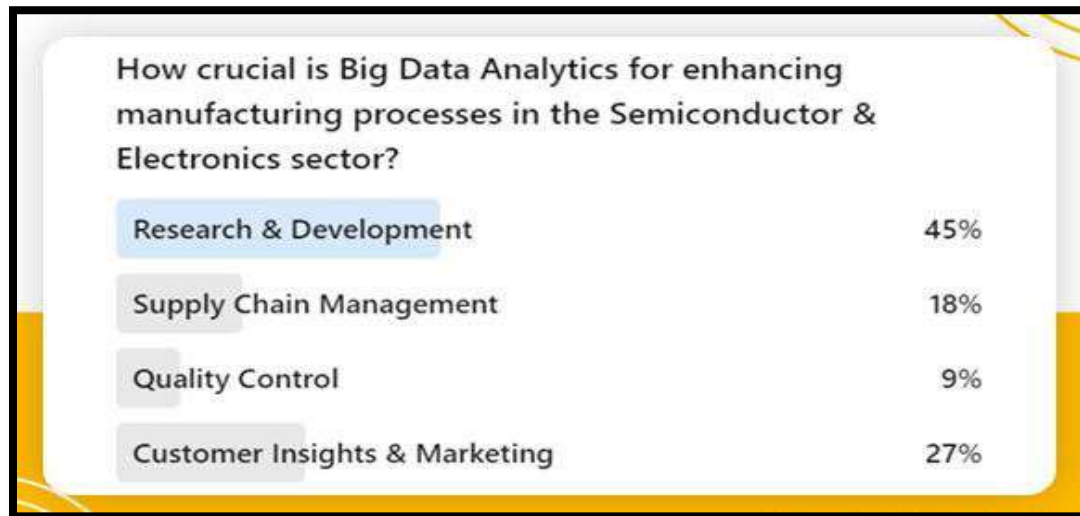 How crucial is Big Data Analytics for enhancing
manufacturing processes in the Semiconductor &
Electronics sector?
Research & Development 45%
Supply Chain Management 18%
Quality Control 9%
Customer Insights & Marketing 27%